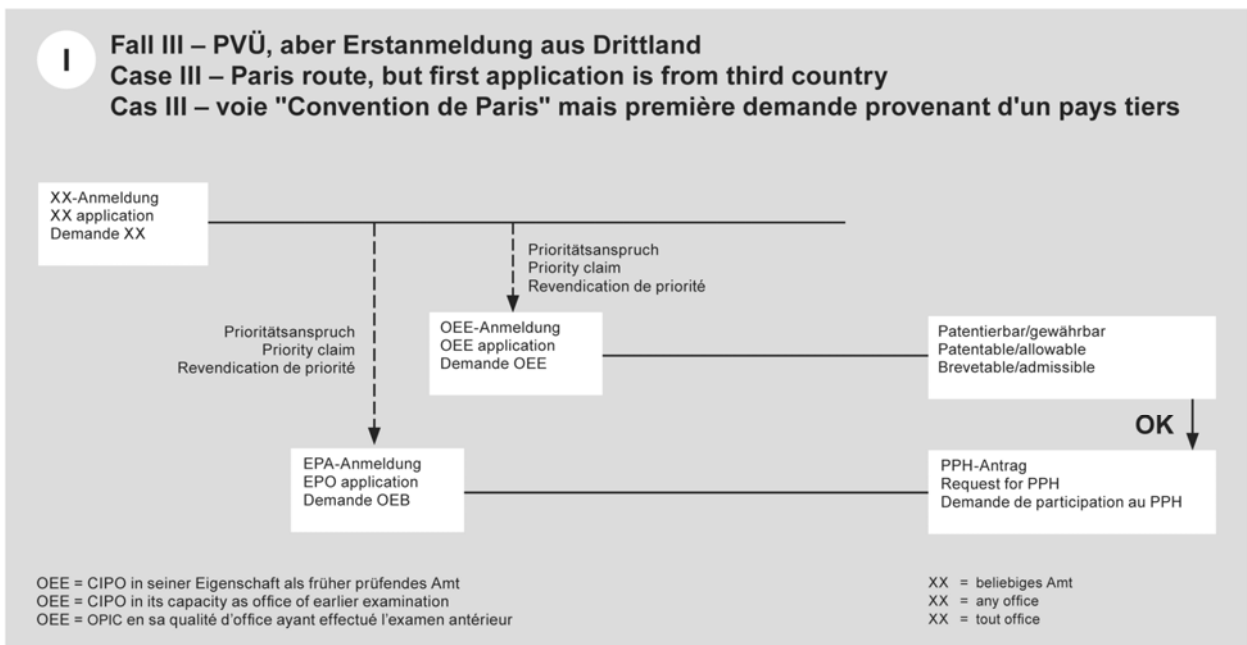 I
Fall III – PVÜ, aber Erstanmeldung aus Drittland
Case III – Paris route, but first application is from third country
Cas III – voie "Convention de Paris" mais première demande provenant d'un pays tiers
XX-Anmeldung
XX application
Demande XX
Prioritätsanspruch
Priority claim
Revendication de priorité
Prioritätsanspruch
Priority claim
Revendication de priorité
OEE-Anmeldung
OEE application
Demande OEE
Patentierbar/gewährbar
Patentable/allowable
Brevetable/admissible
OK
EPA-Anmeldung
EPO application
Demande OEB
PPH-Antrag
Request for PPH
Demande de participation au PPH
OEE = CIPO in seiner Eigenschaft als früher prüfendes Amt
OEE = CIPO in its capacity as office of earlier examination
OEE = OPIC en sa qualité d'office ayant effectué l'examen antérieur
XX = beliebiges Amt
XX = any office
XX = tout office